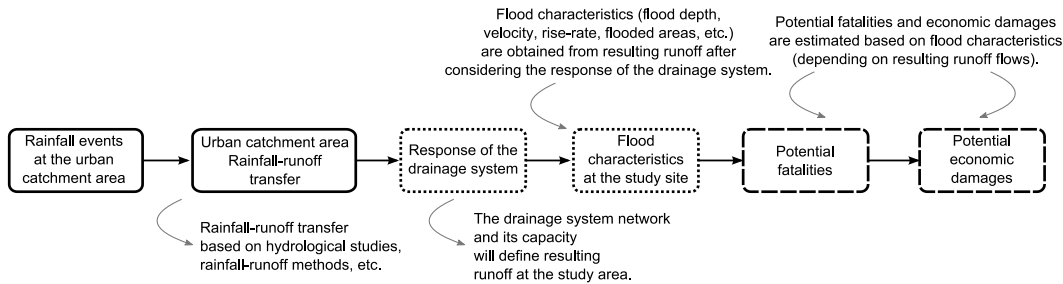 Flood characteristics (flood depth,
velocity, rise-rate, flooded areas, etc.)
are obtained from resulting runoff after
considering the response of the drainage system.
Potential fatalities and economic damages
are estimated based on flood characteristics
(depending on resulting runoff flows).
Rainfall events
at the urban
catchment area
Urban catchment area
Rainfall-runoff
transfer
Response of the
drainage system
Flood
characteristics
at the study site
Potential
fatalities
Potential
economic
damages
Rainfall-runoff transfer
based on hydrological studies,
rainfall-runoff methods, etc.
The drainage system network
and its capacity
will define resulting
runoff at the study area.